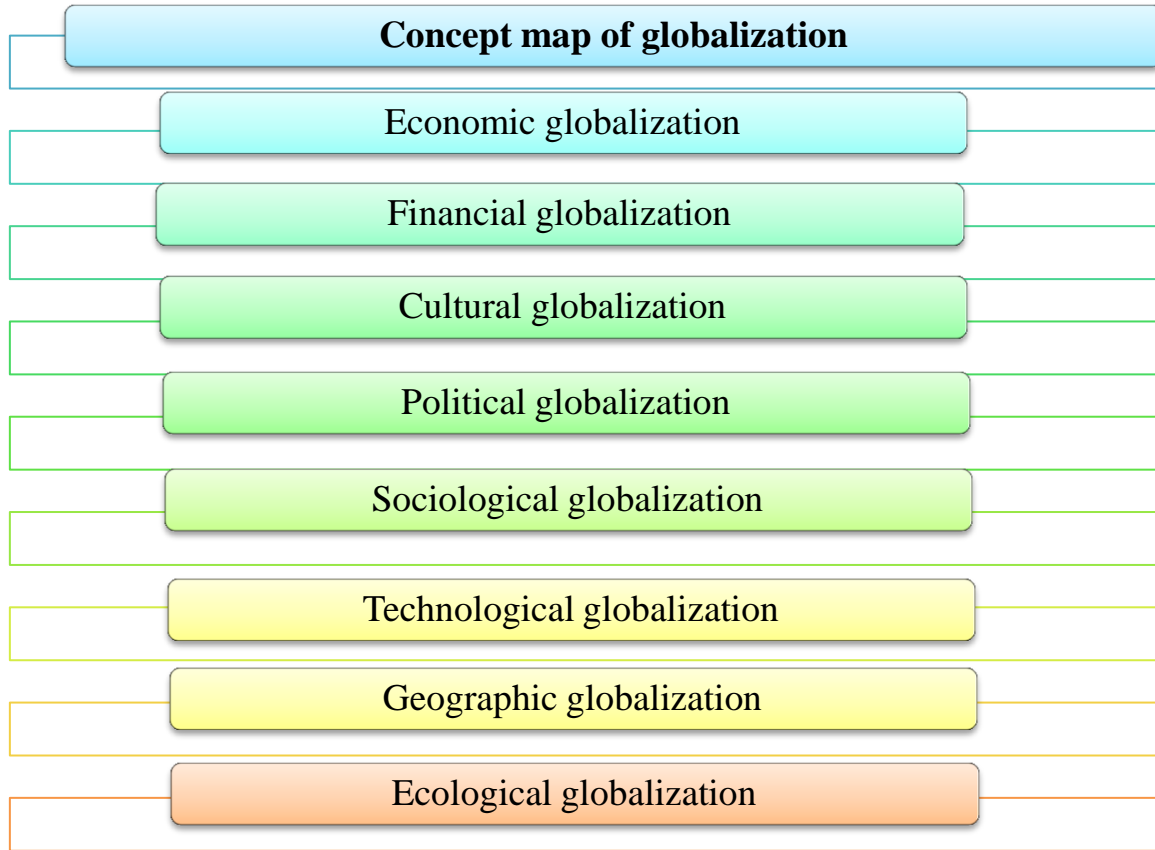 Concept map of globalization
Economic globalization
Financial globalization
Cultural globalization
Political globalization
Sociological globalization
Technological globalization
Geographic globalization
Ecological globalization